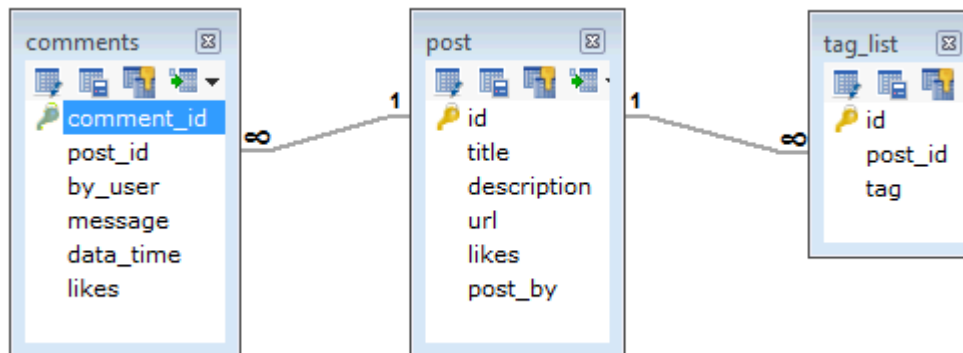 comments
comment_id
post_id
by_user
message
data_time
likes
∞
1
post
id
title
description
url
likes
post_by
1
∞
tag_list
id
post_id
tag